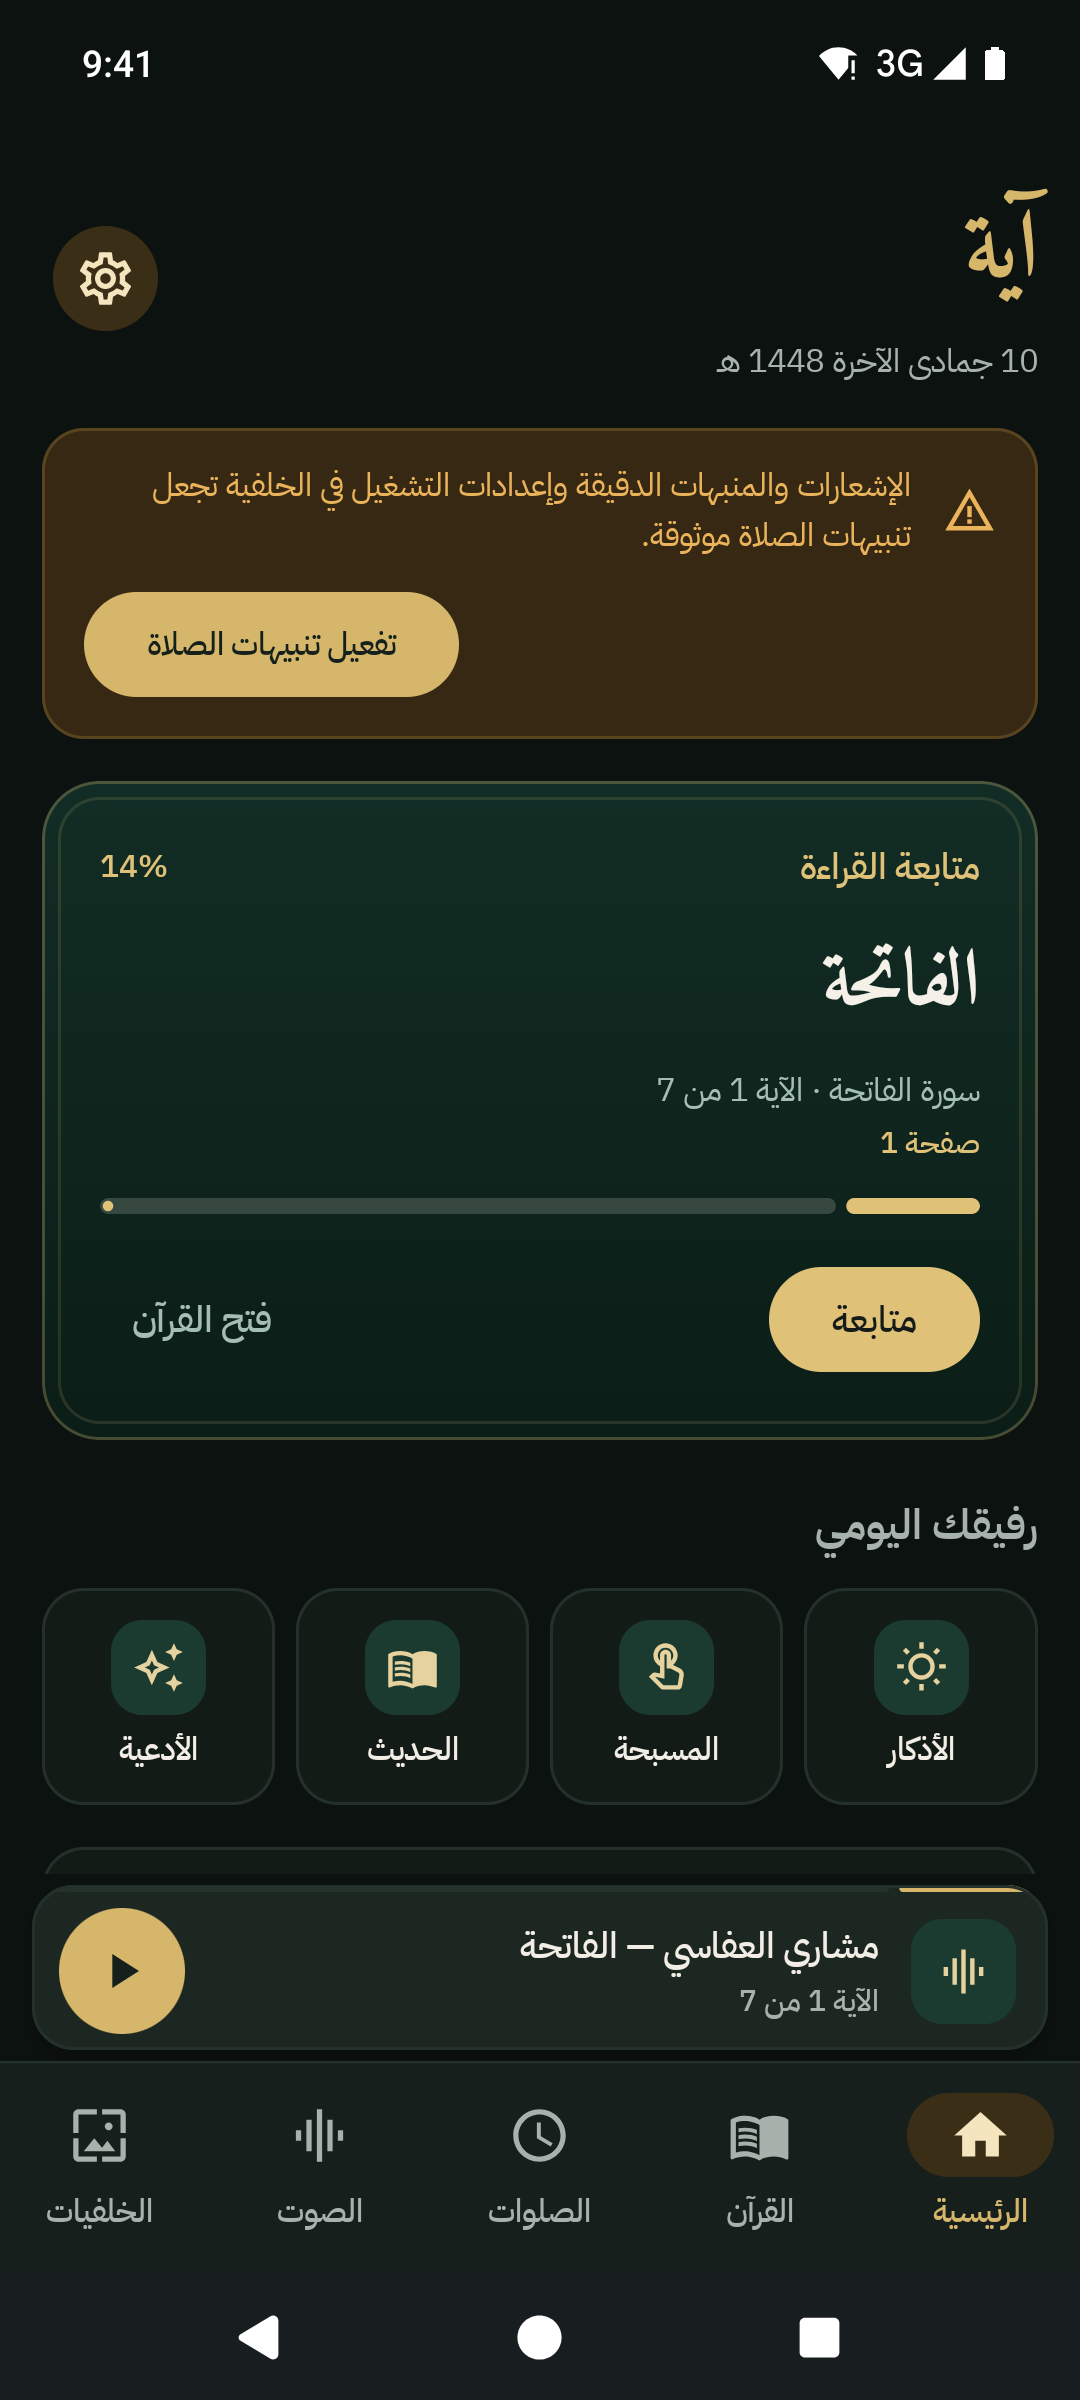 9:41
3G
آية
10 جمادى الآخرة 1448 هـ
الإشعارات والمنبهات الدقيقة وإعدادات التشغيل في الخلفية تجعل
تنبيهات الصلاة موثوقة.
تفعيل تنبيهات الصلاة
متابعة القراءة
14%
الفاتحة
سورة الفاتحة · الآية 1 من 7
صفحة 1
متابعة
فتح القرآن
رفيقك اليومي
الأذكار
المسبحة
الحديث
الأدعية
مشاري العفاسي — الفاتحة
الآية 1 من 7
الرئيسية
القرآن
الصلوات
الصوت
الخلفيات